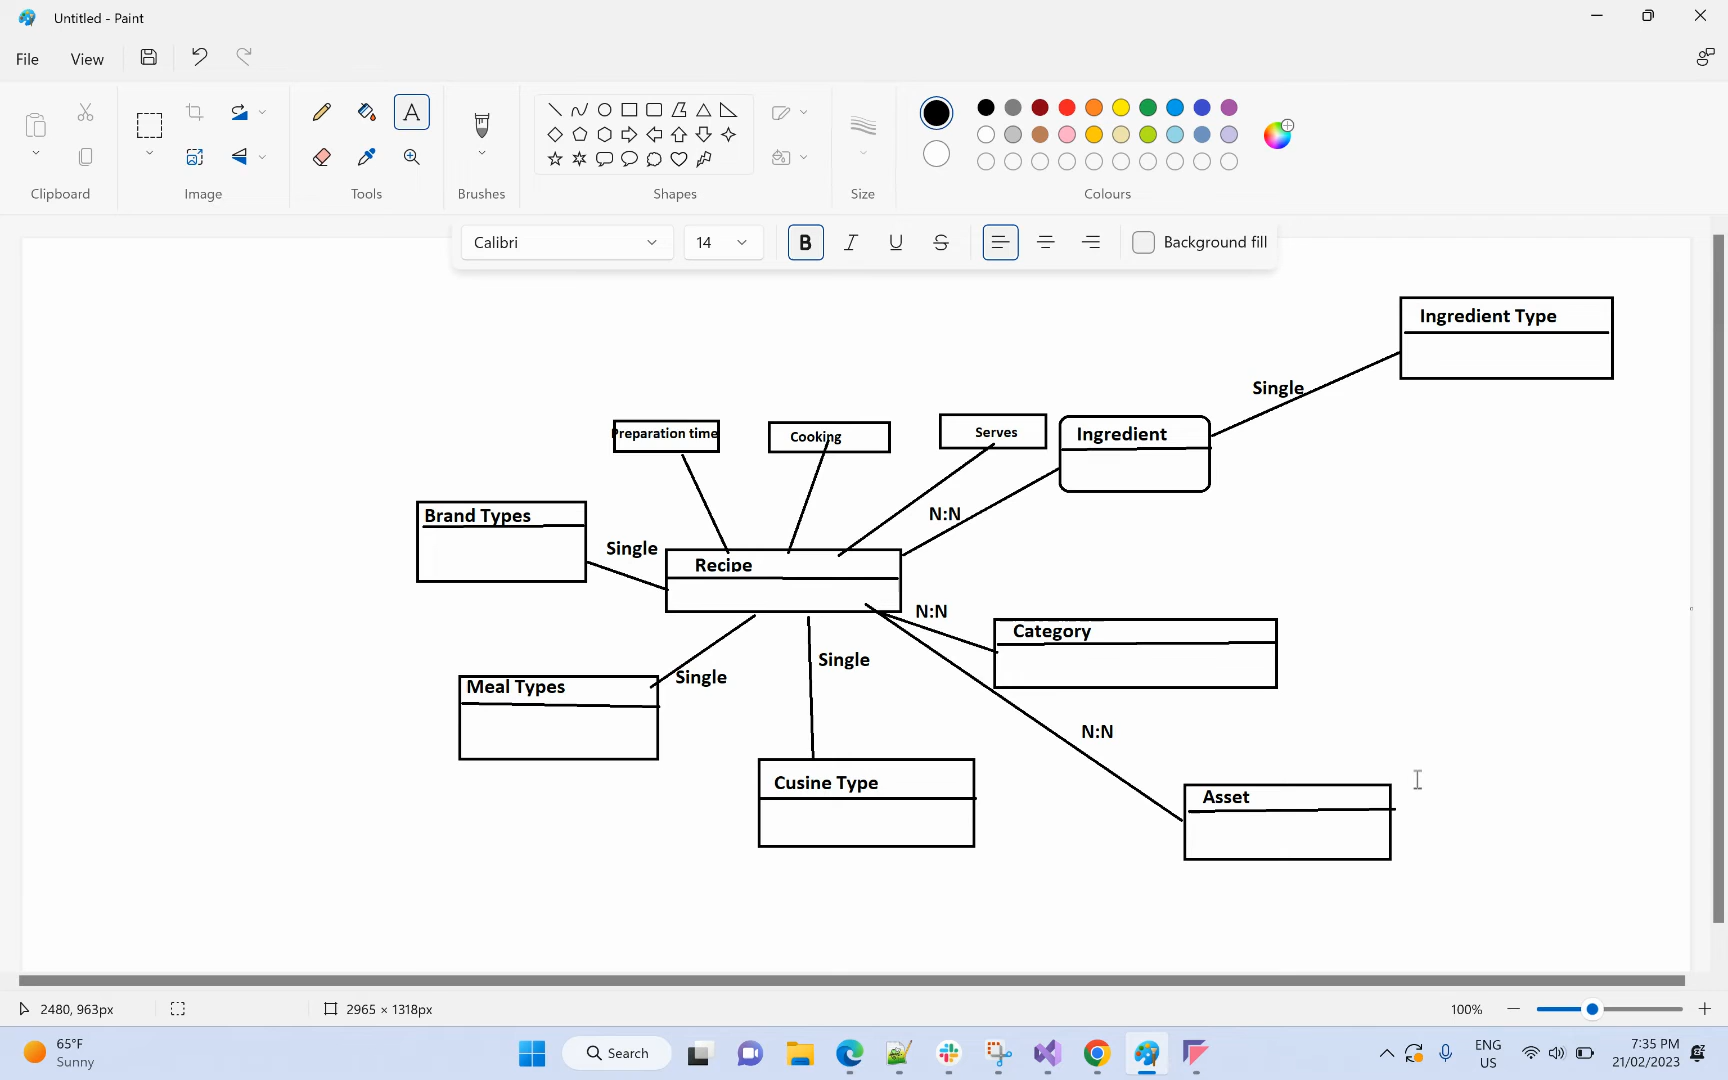 Untitled - Paint
File
View
Clipboard
Image
Tools
Brushes
Shapes
Size
Colours
Calibri
14
B
Background fill
Ingredient Type
Single
Preparation time
Cooking
Serves
Ingredient
N:N
Brand Types
Single
Recipe
N:N
Category
Single
Meal Types
Single
N:N
Cusine Type
Asset
2480, 963px
2965 × 1318px
100%
65°F
Sunny
Search
ENG
US
7:35 PM
21/02/2023